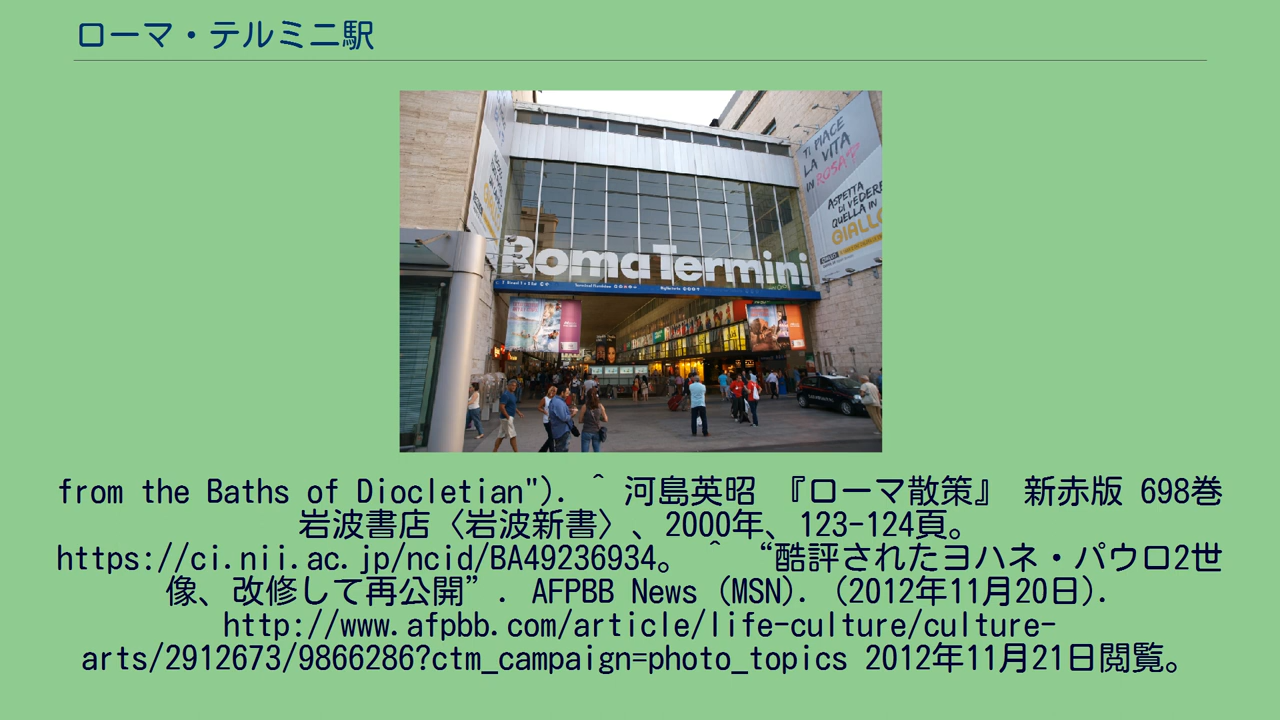 ローマ・テルミニ駅
TI PIACE
LA VITA
IN ROSA
ASPETTA
DI VEDERE
QUELLA IN
GIALLO
Roma Termini
from the Baths of Diocletian"). ^ 河島英昭 『ローマ散策』 新赤版 698巻
岩波書店〈岩波新書〉、2000年、123-124頁。
https://ci.nii.ac.jp/ncid/BA49236934。 ^ “酷評されたヨハネ・パウロ2世
像、改修して再公開”. AFPBB News (MSN). (2012年11月20日).
http://www.afpbb.com/article/life-culture/culture-
arts/2912673/9866286?ctm_campaign=photo_topics 2012年11月21日閲覧。